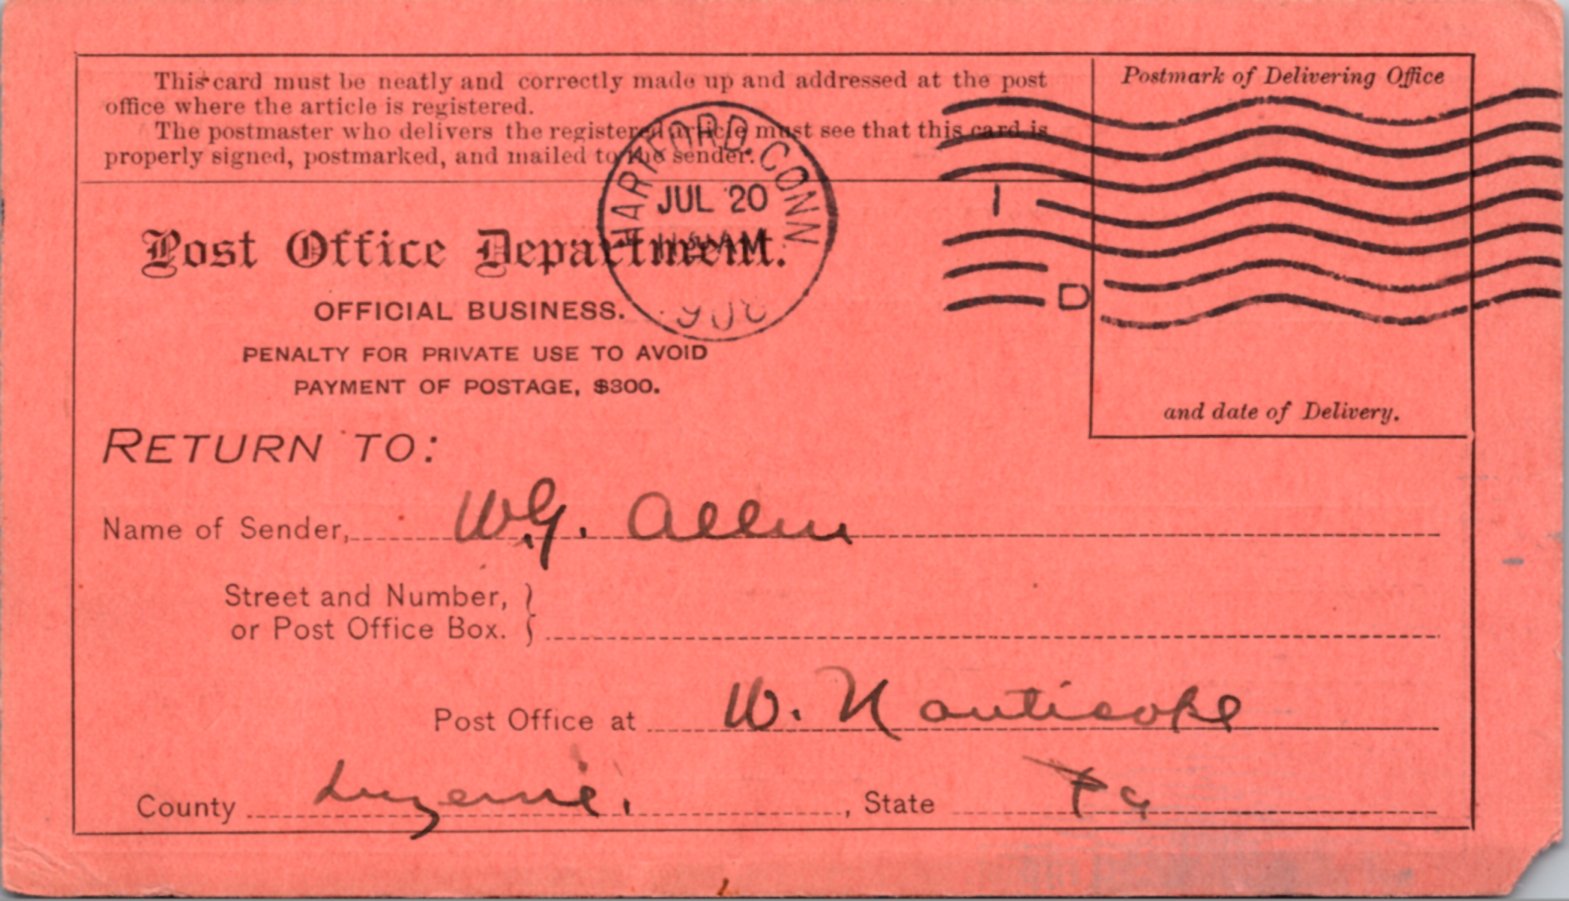 This card must be neatly and correctly made up and addressed at the post
office where the article is registered.
The postmaster who delivers the registered article must see that this card is
properly signed, postmarked, and mailed to the sender.
Postmark of Delivering Office
and date of Delivery.
HARTFORD, CONN.
JUL 20
AM
1
D
Post Office Department.
OFFICIAL BUSINESS.
PENALTY FOR PRIVATE USE TO AVOID
PAYMENT OF POSTAGE, $300.
RETURN TO:
Name of Sender, W.G. Allen
Street and Number,
or Post Office Box.
Post Office at W. Nanticoke
County Luzerne. , State Pa